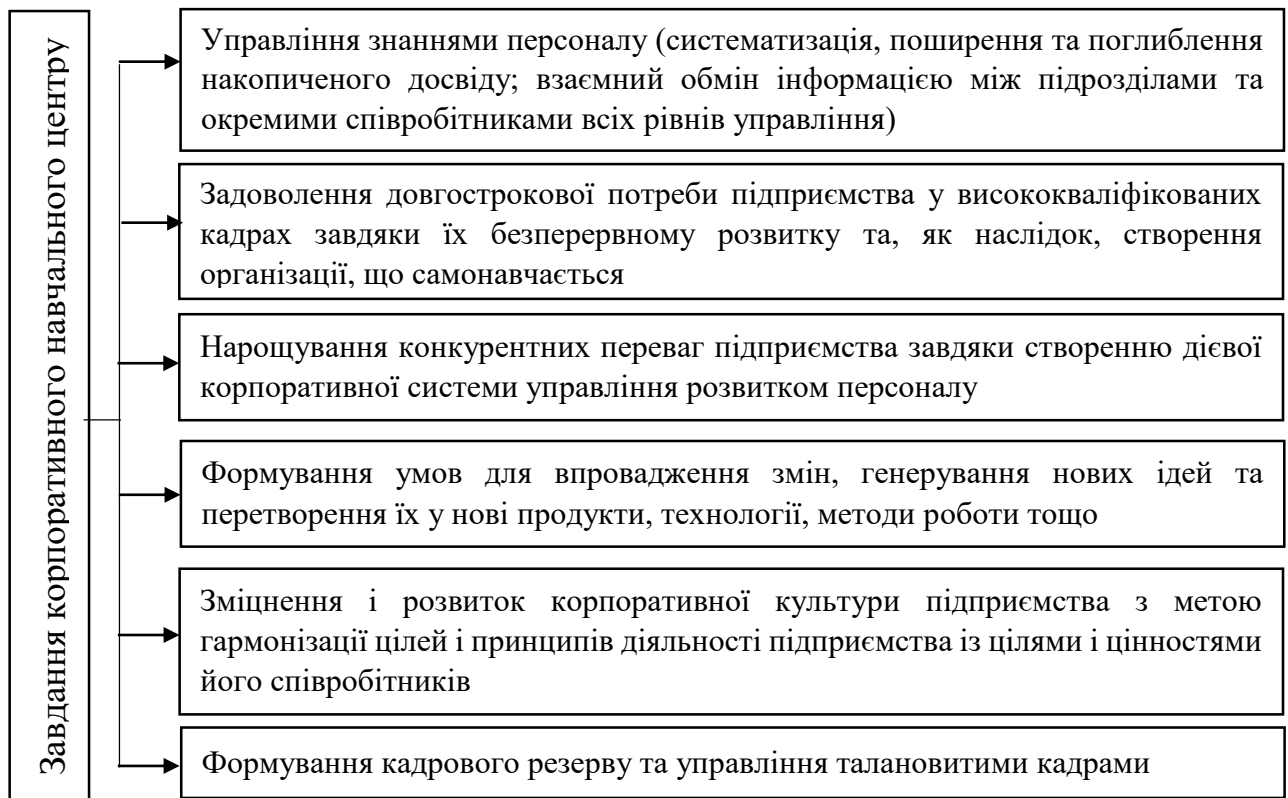 Завдання корпоративного навчального центру
Управління знаннями персоналу (систематизація, поширення та поглиблення
накопиченого досвіду; взаємний обмін інформацією між підрозділами та
окремими співробітниками всіх рівнів управління)
Задоволення довгострокової потреби підприємства у висококваліфікованих
кадрах завдяки їх безперервному розвитку та, як наслідок, створення
організації, що самонавчається
Нарощування конкурентних переваг підприємства завдяки створенню дієвої
корпоративної системи управління розвитком персоналу
Формування умов для впровадження змін, генерування нових ідей та
перетворення їх у нові продукти, технології, методи роботи тощо
Зміцнення і розвиток корпоративної культури підприємства з метою
гармонізації цілей і принципів діяльності підприємства із цілями і цінностями
його співробітників
Формування кадрового резерву та управління талановитими кадрами